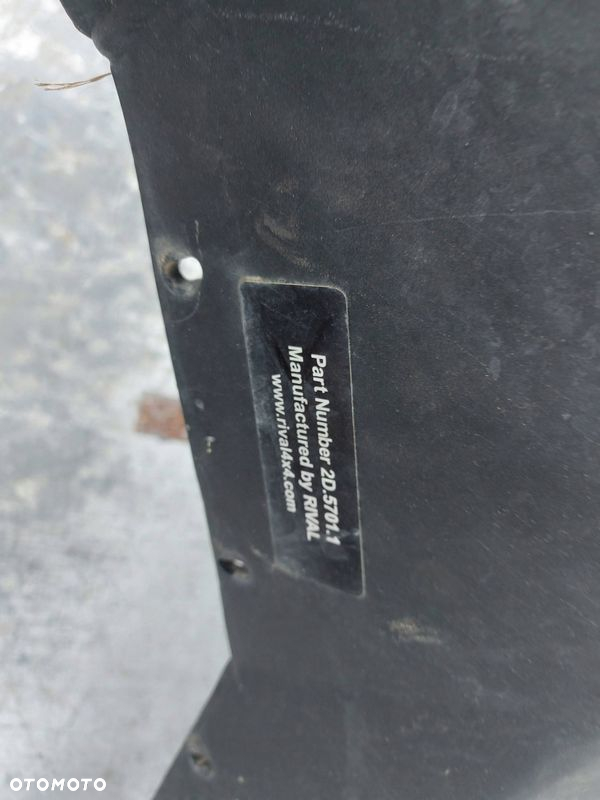 Part Number 2D.5701.1
Manufactured by RIVAL
www.rival4x4.com
OTOMOTO